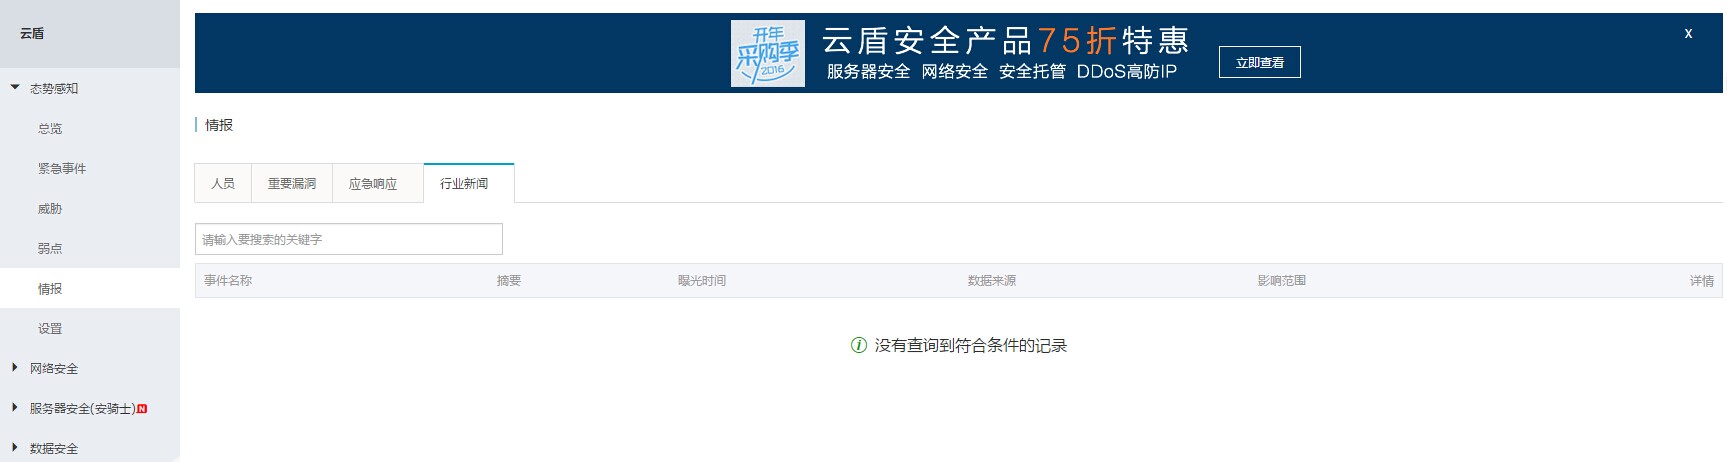 云盾
态势感知
总览
紧急事件
威胁
弱点
情报
设置
网络安全
服务器安全(安骑士)N
数据安全
开年
采购季
2016
云盾安全产品75折特惠
服务器安全 网络安全 安全托管 DDoS高防IP
立即查看
x
情报
人员 重要漏洞 应急响应 行业新闻
请输入要搜索的关键字
事件名称 摘要 曝光时间 数据来源 影响范围 详情
没有查询到符合条件的记录